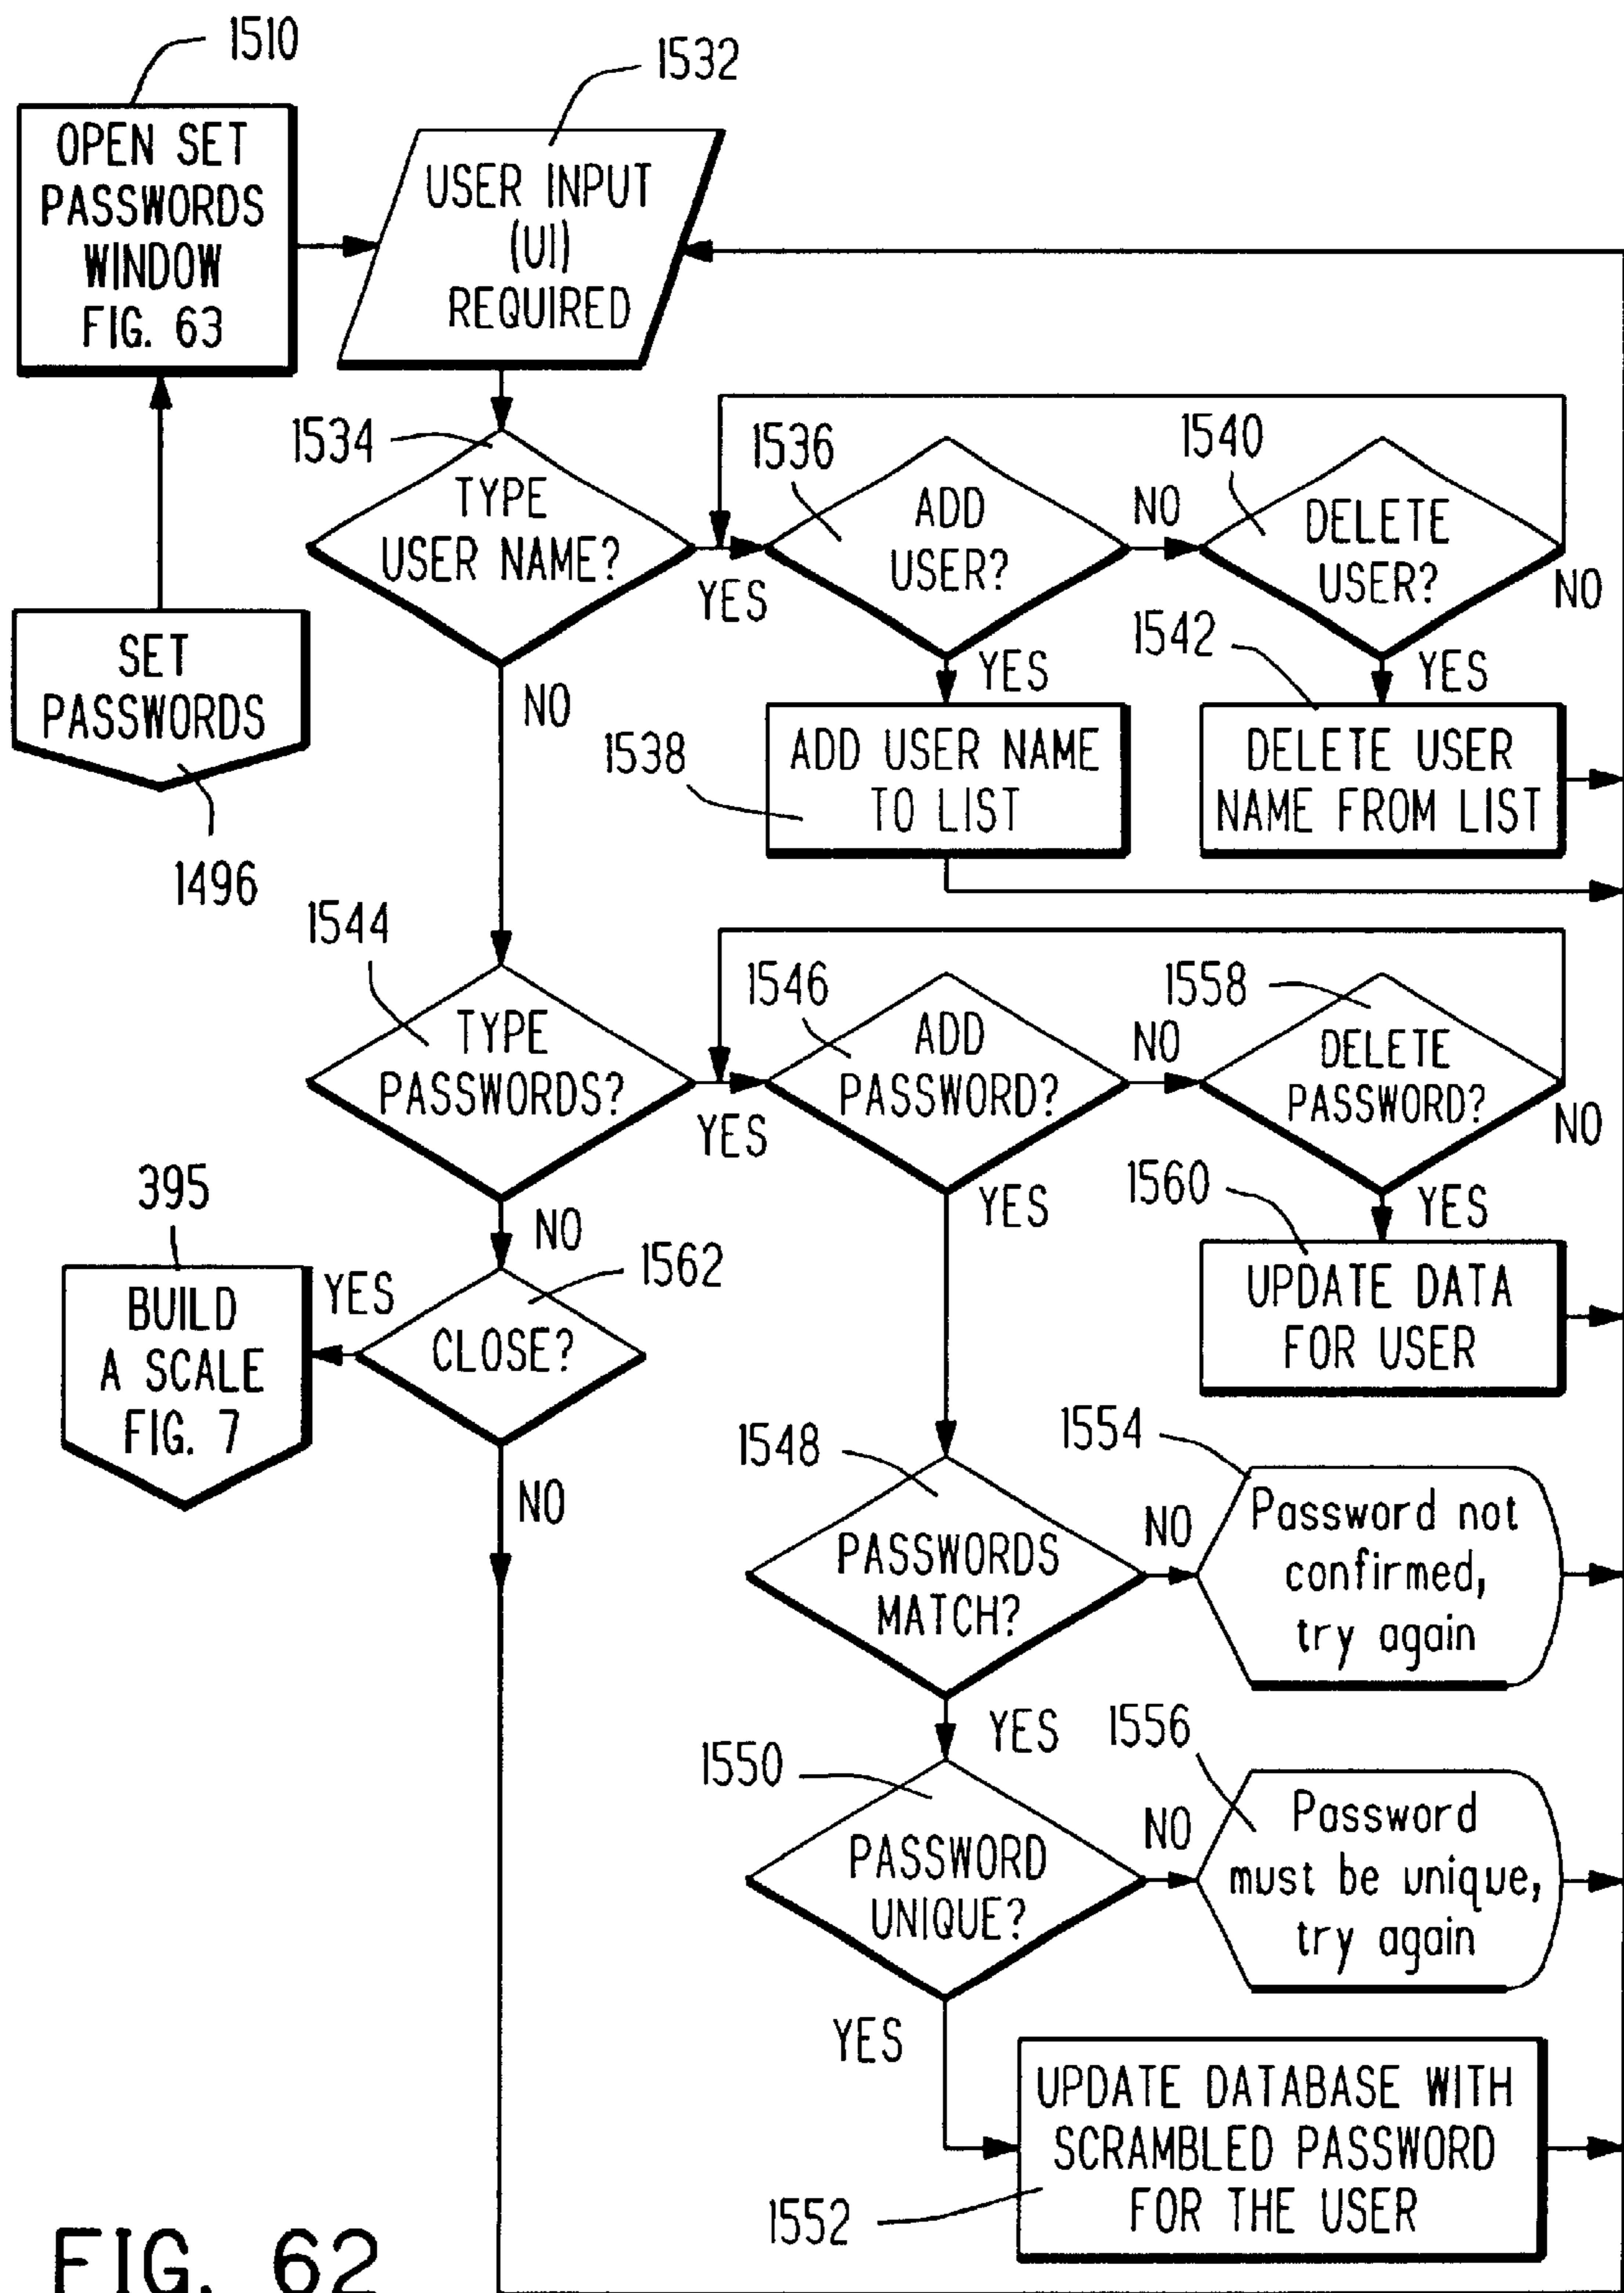 1510
1532
OPEN SET
PASSWORDS
WINDOW
FIG. 63
USER INPUT
(UI)
REQUIRED
1534
TYPE
USER NAME?
YES
NO
1536
ADD
USER?
NO
YES
1540
DELETE
USER?
NO
YES
SET
PASSWORDS
1496
1538
ADD USER NAME
TO LIST
1542
DELETE USER
NAME FROM LIST
1544
TYPE
PASSWORDS?
YES
NO
1546
ADD
PASSWORD?
NO
YES
1558
DELETE
PASSWORD?
NO
YES
1560
UPDATE DATA
FOR USER
395
BUILD
A SCALE
FIG. 7
YES
1562
CLOSE?
NO
1548
PASSWORDS
MATCH?
NO
YES
1554
Password not
confirmed,
try again
1550
PASSWORD
UNIQUE?
NO
YES
1556
Password
must be unique,
try again
1552
UPDATE DATABASE WITH
SCRAMBLED PASSWORD
FOR THE USER
FIG. 62